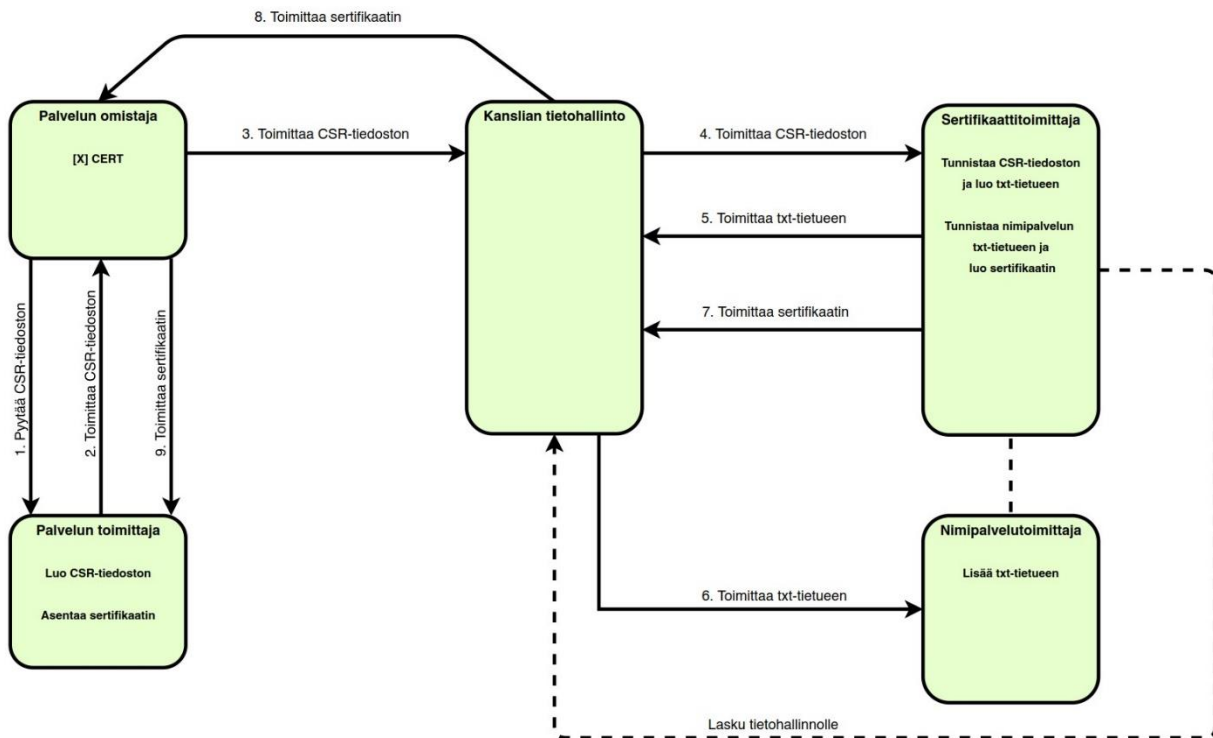 8. Toimittaa sertifikaatin
Palvelun omistaja
[X] CERT
3. Toimittaa CSR-tiedoston
Kanslian tietohallinto
4. Toimittaa CSR-tiedoston
Sertifikaattitoimittaja
Tunnistaa CSR-tiedoston
ja luo txt-tietueen
5. Toimittaa txt-tietueen
Tunnistaa nimipalvelun
txt-tietueen ja
luo sertifikaatin
7. Toimittaa sertifikaatin
1. Pyytää CSR-tiedoston
2. Toimittaa CSR-tiedoston
9. Toimittaa sertifikaatin
Palvelun toimittaja
Luo CSR-tiedoston
Asentaa sertifikaatin
6. Toimittaa txt-tietueen
Nimipalvelutoimittaja
Lisää txt-tietueen
Lasku tietohallinnolle